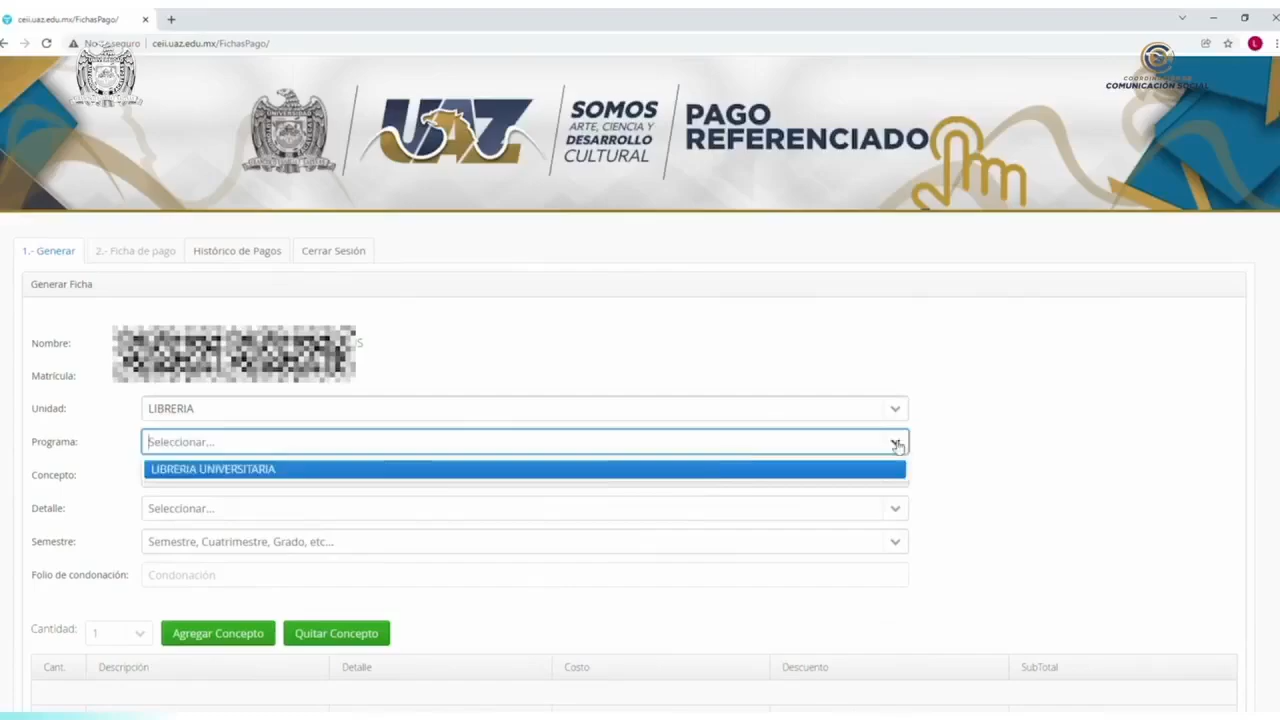 ceii.uaz.edu.mx/FichasPago/
No seguro
ceii.uaz.edu.mx/FichasPago/
L
COMUNICACIÓN SOCIAL
UNIVERSIDAD
UAZ
SOMOS
ARTE, CIENCIA Y
DESARROLLO
CULTURAL
PAGO
REFERENCIADO
1.- Generar
2.- Ficha de pago
Histórico de Pagos
Cerrar Sesión
Generar Ficha
Nombre:
S
Matrícula:
Unidad:
LIBRERIA
Programa:
Seleccionar...
LIBRERIA UNIVERSITARIA
Concepto:
Detalle:
Seleccionar...
Semestre:
Semestre, Cuatrimestre, Grado, etc...
Folio de condonación:
Condonación
Cantidad:
1
Agregar Concepto
Quitar Concepto
Cant.
Descripción
Detalle
Costo
Descuento
SubTotal